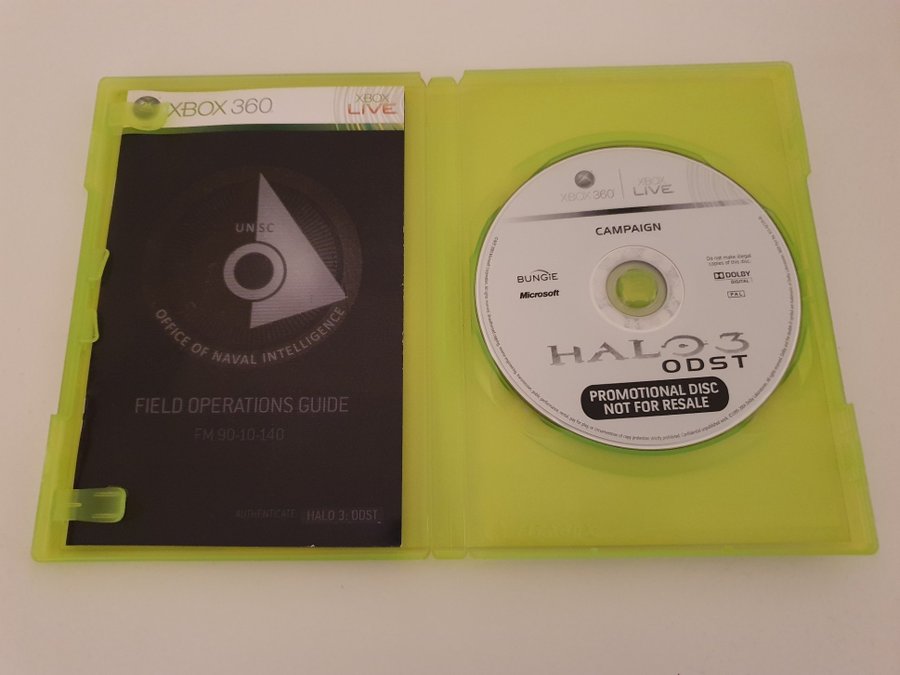 XBOX 360
XBOX
LIVE
UNSC
OFFICE OF NAVAL INTELLIGENCE
FIELD OPERATIONS GUIDE
FM 90-10-140
AUTHENTICATE HALO 3: ODST
XBOX 360
XBOX
LIVE
CAMPAIGN
Do not make illegal
copies of this disc.
BUNGIE
DOLBY
DIGITAL
Microsoft
PAL
HALO 3
ODST
PROMOTIONAL DISC
NOT FOR RESALE